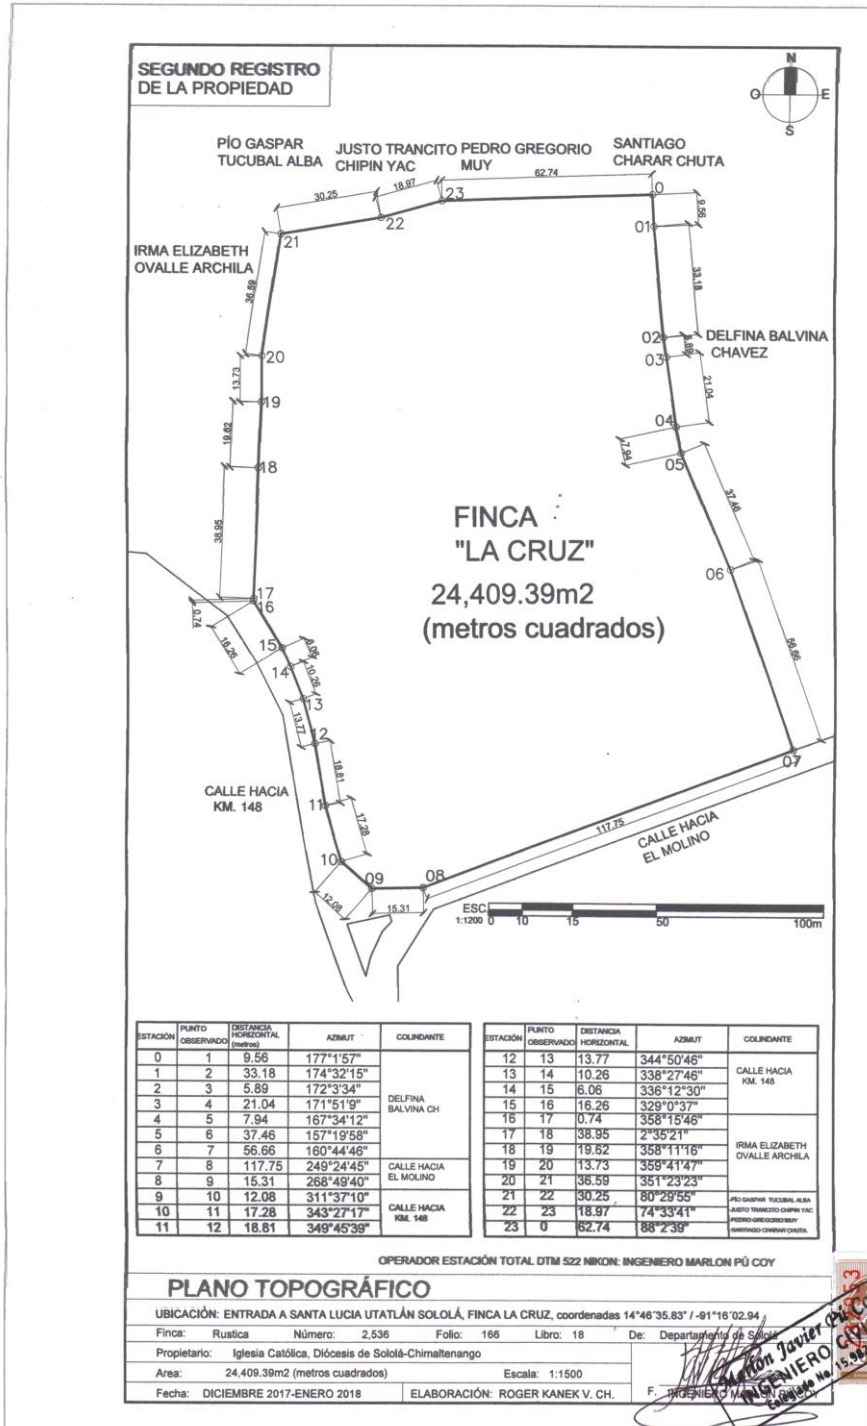 SEGUNDO REGISTRO
DE LA PROPIEDAD
N
O E
S
PÍO GASPAR
TUCUBAL ALBA
JUSTO TRANCITO
CHIPIN YAC
PEDRO GREGORIO
MUY
SANTIAGO
CHARAR CHUTA
62.74
30.25
18.97
23
0
22
21
9.56
01
IRMA ELIZABETH
OVALLE ARCHILA
36.59
33.18
02
DELFINA BALVINA
CHAVEZ
5.89
03
20
13.73
19
21.04
04
19.62
7.94
05
18
37.46
38.95
FINCA
"LA CRUZ"
24,409.39m2
(metros cuadrados)
06
17
16
0.74
16.26
15
6.06
14
10.26
13
13.77
12
56.66
07
18.81
CALLE HACIA
KM. 148
11
17.28
117.75
CALLE HACIA
EL MOLINO
10
09
08
12.08
15.31
ESC.
1:1200 0 10 15 50 100m
ESTACIÓN PUNTO OBSERVADO DISTANCIA HORIZONTAL (metros) AZIMUT COLINDANTE
0 1 9.56 177°1'57"
1 2 33.18 174°32'15"
2 3 5.89 172°3'34"
3 4 21.04 171°51'9"
DELFINA
BALVINA CH
4 5 7.94 167°34'12"
5 6 37.46 157°19'58"
6 7 56.66 160°44'46"
7 8 117.75 249°24'45" CALLE HACIA
8 9 15.31 268°49'40" EL MOLINO
9 10 12.08 311°37'10"
10 11 17.28 343°27'17" CALLE HACIA
11 12 18.81 349°45'39" KM. 148
ESTACIÓN PUNTO OBSERVADO DISTANCIA HORIZONTAL AZIMUT COLINDANTE
12 13 13.77 344°50'46"
13 14 10.26 338°27'46" CALLE HACIA
14 15 6.06 336°12'30" KM. 148
15 16 16.26 329°0'37"
16 17 0.74 358°15'46"
17 18 38.95 2°35'21"
18 19 19.62 358°11'16" IRMA ELIZABETH
19 20 13.73 359°41'47" OVALLE ARCHILA
20 21 36.59 351°23'23"
21 22 30.25 80°29'55" -PÍO GASPAR TUCUBAL ALBA
22 23 18.97 74°33'41" -JUSTO TRANCITO CHIPIN YAC
-PEDRO GREGORIO MUY
23 0 62.74 88°2'39" -SANTIAGO CHARAR CHUTA
OPERADOR ESTACIÓN TOTAL DTM 522 NIKON: INGENIERO MARLON PÚ COY
PLANO TOPOGRÁFICO
UBICACIÓN: ENTRADA A SANTA LUCIA UTATLÁN SOLOLÁ, FINCA LA CRUZ, coordenadas 14°46´35.83" / -91°16´02.94
Finca: Rustica Número: 2,536 Folio: 166 Libro: 18 De: Departamento de Sololá
Propietario: Iglesia Católica, Diócesis de Sololá-Chimaltenango
Area: 24,409.39m2 (metros cuadrados) Escala: 1:1500
Fecha: DICIEMBRE 2017-ENERO 2018 ELABORACIÓN: ROGER KANEK V. CH. F. INGENIERO MARLON PÚ COY
Marlon Javier Pú
INGENIERO
Colegiado No.